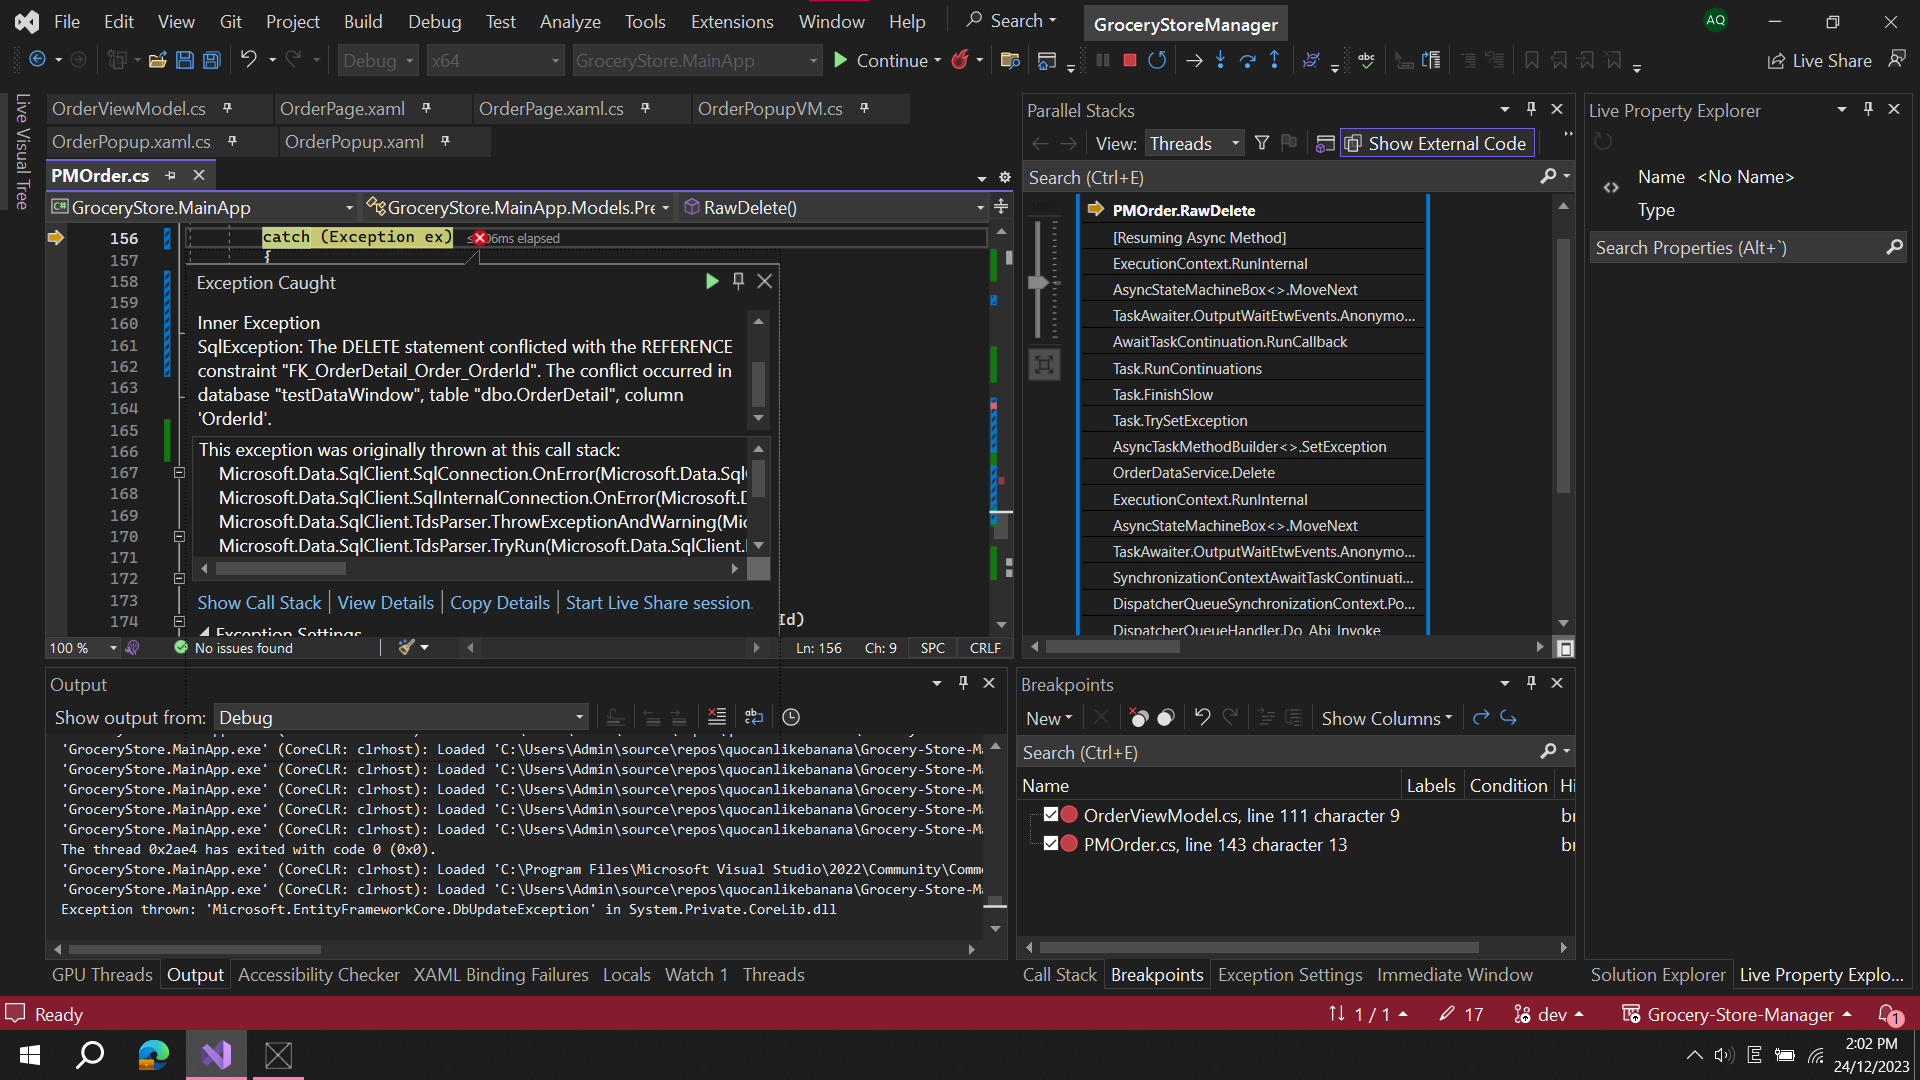 File Edit View Git Project Build Debug Test Analyze Tools Extensions Window Help Search GroceryStoreManager AQ
Debug x64 GroceryStore.MainApp Continue Live Share
Live Visual Tree
OrderViewModel.cs OrderPage.xaml OrderPage.xaml.cs OrderPopupVM.cs
OrderPopup.xaml.cs OrderPopup.xaml
PMOrder.cs
GroceryStore.MainApp GroceryStore.MainApp.Models.Pre RawDelete()
156 catch (Exception ex) 06ms elapsed
157 {
158
159
160
161
162
163
164
165
166
167
168
169
170
171
172
173
174 Id)
Exception Caught
Inner Exception
SqlException: The DELETE statement conflicted with the REFERENCE
constraint "FK_OrderDetail_Order_OrderId". The conflict occurred in
database "testDataWindow", table "dbo.OrderDetail", column
'OrderId'.
This exception was originally thrown at this call stack:
Microsoft.Data.SqlClient.SqlConnection.OnError(Microsoft.Data.Sql
Microsoft.Data.SqlClient.SqlInternalConnection.OnError(Microsoft.D
Microsoft.Data.SqlClient.TdsParser.ThrowExceptionAndWarning(Mic
Microsoft.Data.SqlClient.TdsParser.TryRun(Microsoft.Data.SqlClient.
Show Call Stack | View Details | Copy Details | Start Live Share session.
Exception Settings
100 % No issues found Ln: 156 Ch: 9 SPC CRLF
Parallel Stacks
View: Threads Show External Code
Search (Ctrl+E)
PMOrder.RawDelete
[Resuming Async Method]
ExecutionContext.RunInternal
AsyncStateMachineBox<>.MoveNext
TaskAwaiter.OutputWaitEtwEvents.Anonymo...
AwaitTaskContinuation.RunCallback
Task.RunContinuations
Task.FinishSlow
Task.TrySetException
AsyncTaskMethodBuilder<>.SetException
OrderDataService.Delete
ExecutionContext.RunInternal
AsyncStateMachineBox<>.MoveNext
TaskAwaiter.OutputWaitEtwEvents.Anonymo...
SynchronizationContextAwaitTaskContinuati...
DispatcherQueueSynchronizationContext.Po...
DispatcherQueueHandler.Do_Abi_Invoke
Live Property Explorer
Name <No Name>
Type
Search Properties (Alt+`)
Output
Show output from: Debug
'GroceryStore.MainApp.exe' (CoreCLR: clrhost): Loaded 'C:\Users\Admin\source\repos\quocanlikebanana\Grocery-Store-Ma
'GroceryStore.MainApp.exe' (CoreCLR: clrhost): Loaded 'C:\Users\Admin\source\repos\quocanlikebanana\Grocery-Store-Ma
'GroceryStore.MainApp.exe' (CoreCLR: clrhost): Loaded 'C:\Users\Admin\source\repos\quocanlikebanana\Grocery-Store-Ma
'GroceryStore.MainApp.exe' (CoreCLR: clrhost): Loaded 'C:\Users\Admin\source\repos\quocanlikebanana\Grocery-Store-Ma
'GroceryStore.MainApp.exe' (CoreCLR: clrhost): Loaded 'C:\Users\Admin\source\repos\quocanlikebanana\Grocery-Store-Ma
The thread 0x2ae4 has exited with code 0 (0x0).
'GroceryStore.MainApp.exe' (CoreCLR: clrhost): Loaded 'C:\Program Files\Microsoft Visual Studio\2022\Community\Commo
'GroceryStore.MainApp.exe' (CoreCLR: clrhost): Loaded 'C:\Users\Admin\source\repos\quocanlikebanana\Grocery-Store-Ma
Exception thrown: 'Microsoft.EntityFrameworkCore.DbUpdateException' in System.Private.CoreLib.dll
GPU Threads Output Accessibility Checker XAML Binding Failures Locals Watch 1 Threads
Breakpoints
New Show Columns
Search (Ctrl+E)
Name Labels Condition Hi
OrderViewModel.cs, line 111 character 9 br
PMOrder.cs, line 143 character 13 br
Call Stack Breakpoints Exception Settings Immediate Window
Solution Explorer Live Property Explo...
Ready 1 / 1 17 dev Grocery-Store-Manager 1
2:02 PM
24/12/2023